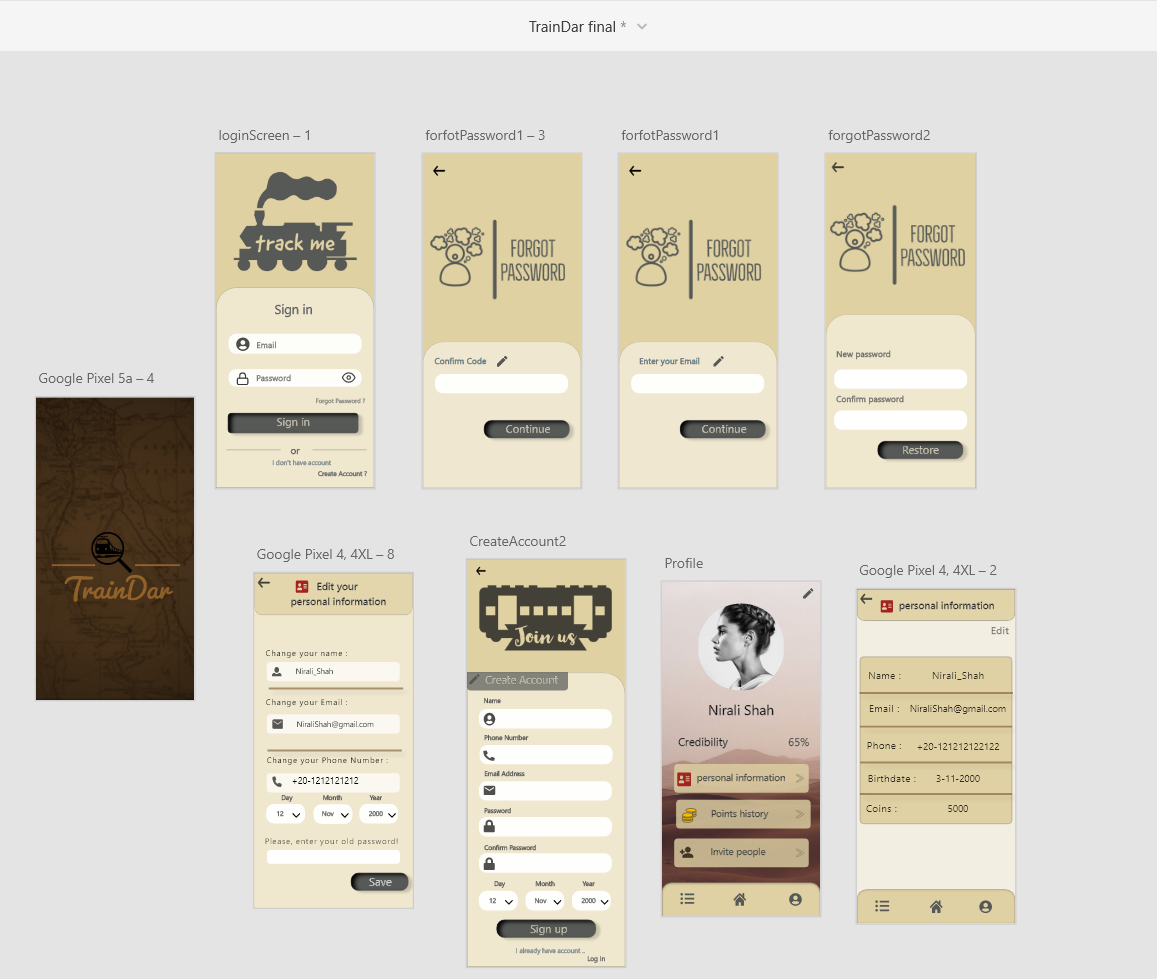 TrainDar final *
loginScreen – 1
track me
Sign in
Email
Password
Forgot Password ?
Sign in
or
I don't have account
Create Account ?
forfotPassword1 – 3
FORGOT
PASSWORD
Confirm Code
Continue
forfotPassword1
FORGOT
PASSWORD
Enter your Email
Continue
forgotPassword2
FORGOT
PASSWORD
New password
Confirm password
Restore
Google Pixel 5a – 4
TrainDar
Google Pixel 4, 4XL – 8
Edit your
personal information
Change your name :
Nirali_Shah
Change your Email :
NiraliShah@gmail.com
Change your Phone Number :
+20-1212121212
Day Month Year
12 Nov 2000
Please, enter your old password!
Save
CreateAccount2
Join us
Create Account
Name
Phone Number
Email Address
Password
Confirm Password
Day Month Year
12 Nov 2000
Sign up
I already have account ..
Log in
Profile
Nirali Shah
Credibility 65%
personal information
Points history
Invite people
Google Pixel 4, 4XL – 2
personal information
Edit
Name : Nirali_Shah
Email : NiraliShah@gmail.com
Phone : +20-121212122122
Birthdate : 3-11-2000
Coins : 5000